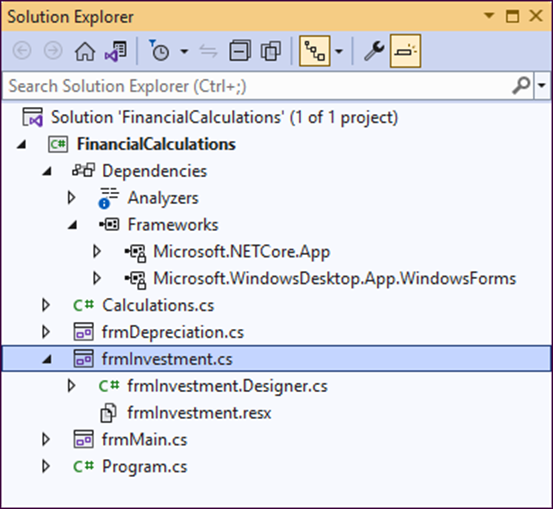 Solution Explorer
Search Solution Explorer (Ctrl+;)
Solution 'FinancialCalculations' (1 of 1 project)
C# FinancialCalculations
Dependencies
Analyzers
Frameworks
Microsoft.NETCore.App
Microsoft.WindowsDesktop.App.WindowsForms
C# Calculations.cs
frmDepreciation.cs
frmInvestment.cs
C# frmInvestment.Designer.cs
frmInvestment.resx
frmMain.cs
C# Program.cs